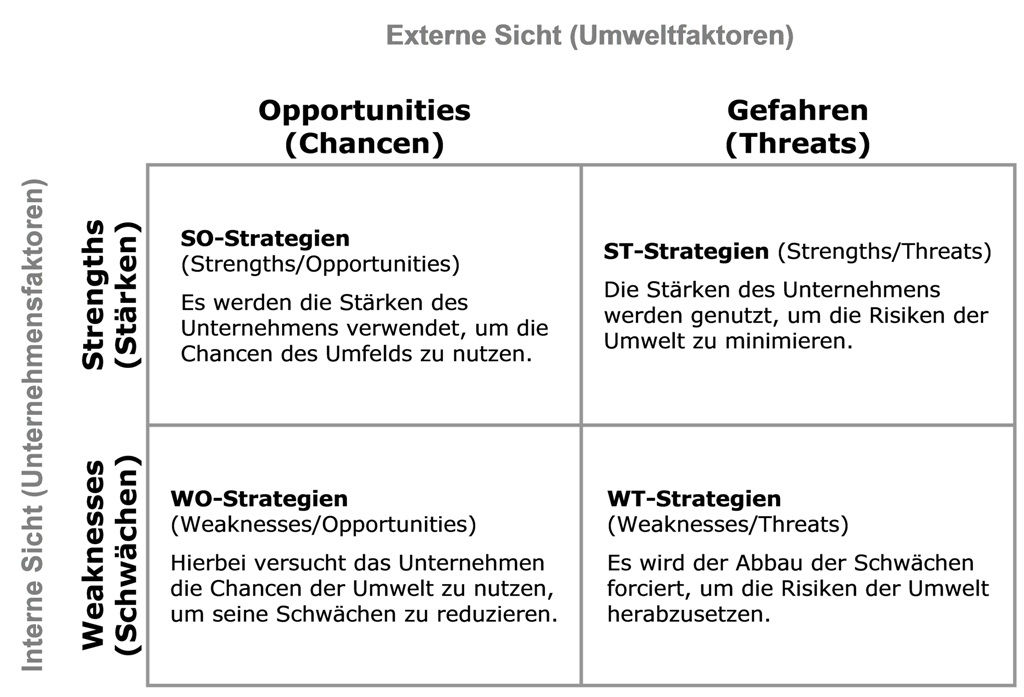 Externe Sicht (Umweltfaktoren)
Opportunities
(Chancen)
Gefahren
(Threats)
Interne Sicht (Unternehmensfaktoren)
Strengths
(Stärken)
SO-Strategien
(Strengths/Opportunities)
Es werden die Stärken des
Unternehmens verwendet, um die
Chancen des Umfelds zu nutzen.
ST-Strategien (Strengths/Threats)
Die Stärken des Unternehmens
werden genutzt, um die Risiken der
Umwelt zu minimieren.
Weaknesses
(Schwächen)
WO-Strategien
(Weaknesses/Opportunities)
Hierbei versucht das Unternehmen
die Chancen der Umwelt zu nutzen,
um seine Schwächen zu reduzieren.
WT-Strategien
(Weaknesses/Threats)
Es wird der Abbau der Schwächen
forciert, um die Risiken der Umwelt
herabzusetzen.